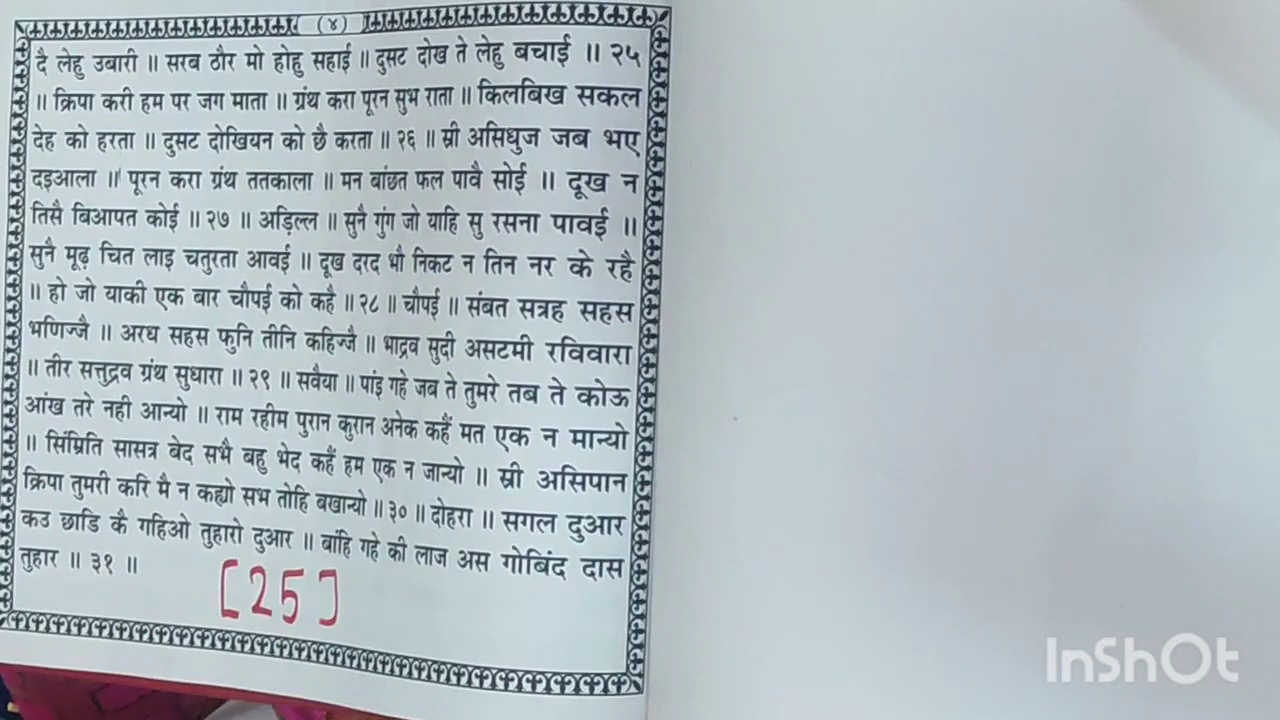 (४)
दै लेहु उबारी ॥ सरब ठौर मो होहु सहाई ॥ दुसट दोख ते लेहु बचाई ॥ २५
॥ क्रिपा करी हम पर जग माता ॥ ग्रंथ करा पूरन सुभ राता ॥ किलबिख सकल
देह को हरता ॥ दुसट दोखियन को छै करता ॥ २६ ॥ स्री असिधुज जब भए
दइआला ॥ पूरन करा ग्रंथ ततकाला ॥ मन बांछत फल पावै सोई ॥ दूख न
तिसै बिआपत कोई ॥ २७ ॥ अड़िल्ल ॥ सुनै गुंग जो याहि सु रसना पावई ॥
सुनै मूढ़ चित लाइ चतुरता आवई ॥ दूख दरद भौ निकट न तिन नर के रहै
॥ हो जो याकी एक बार चौपई को कहै ॥ २८ ॥ चौपई ॥ संबत सत्रह सहस
भणिज्जै ॥ अरध सहस फुनि तीनि कहिज्जै ॥ भाद्रव सुदी असटमी रविवारा
॥ तीर सत्तुद्रव ग्रंथ सुधारा ॥ २९ ॥ सवैया ॥ पांइ गहे जब ते तुमरे तब ते कोऊ
आंख तरे नही आन्यो ॥ राम रहीम पुरान कुरान अनेक कहैं मत एक न मान्यो
॥ सिंम्रिति सासत्र बेद सभै बहु भेद कहैं हम एक न जान्यो ॥ स्री असिपान
क्रिपा तुमरी करि मै न कह्यो सभ तोहि बखान्यो ॥ ३० ॥ दोहरा ॥ सगल दुआर
कउ छाडि कै गहिओ तुहारो दुआर ॥ बांहि गहे की लाज अस गोबिंद दास
तुहार ॥ ३१ ॥
[25]
InShOt